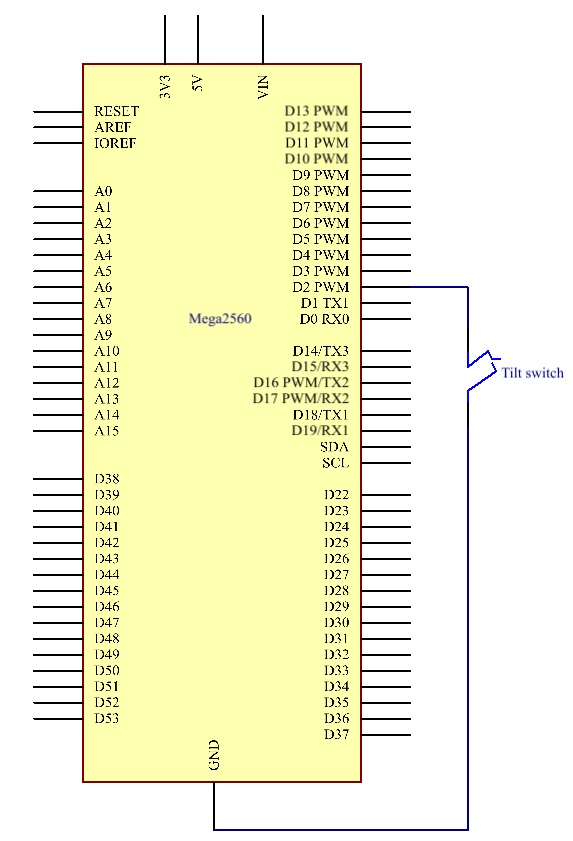 3V3
5V
VIN
RESET
AREF
IOREF
A0
A1
A2
A3
A4
A5
A6
A7
A8
A9
A10
A11
A12
A13
A14
A15
D38
D39
D40
D41
D42
D43
D44
D45
D46
D47
D48
D49
D50
D51
D52
D53
Mega2560
D13 PWM
D12 PWM
D11 PWM
D10 PWM
D9 PWM
D8 PWM
D7 PWM
D6 PWM
D5 PWM
D4 PWM
D3 PWM
D2 PWM
D1 TX1
D0 RX0
D14/TX3
D15/RX3
D16 PWM/TX2
D17 PWM/RX2
D18/TX1
D19/RX1
SDA
SCL
D22
D23
D24
D25
D26
D27
D28
D29
D30
D31
D32
D33
D34
D35
D36
D37
GND
Tilt switch